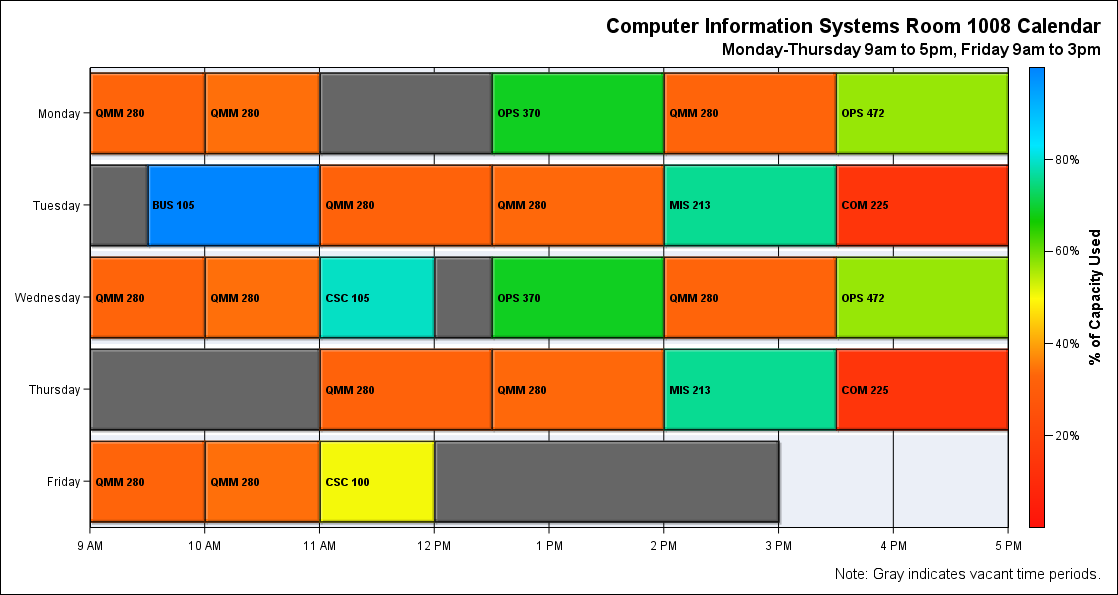 Computer Information Systems Room 1008 Calendar
Monday-Thursday 9am to 5pm, Friday 9am to 3pm
Monday
QMM 280
QMM 280
OPS 370
QMM 280
OPS 472
Tuesday
BUS 105
QMM 280
QMM 280
MIS 213
COM 225
Wednesday
QMM 280
QMM 280
CSC 105
OPS 370
QMM 280
OPS 472
Thursday
QMM 280
QMM 280
MIS 213
COM 225
Friday
QMM 280
QMM 280
CSC 100
9 AM
10 AM
11 AM
12 PM
1 PM
2 PM
3 PM
4 PM
5 PM
80%
60%
40%
20%
% of Capacity Used
Note: Gray indicates vacant time periods.